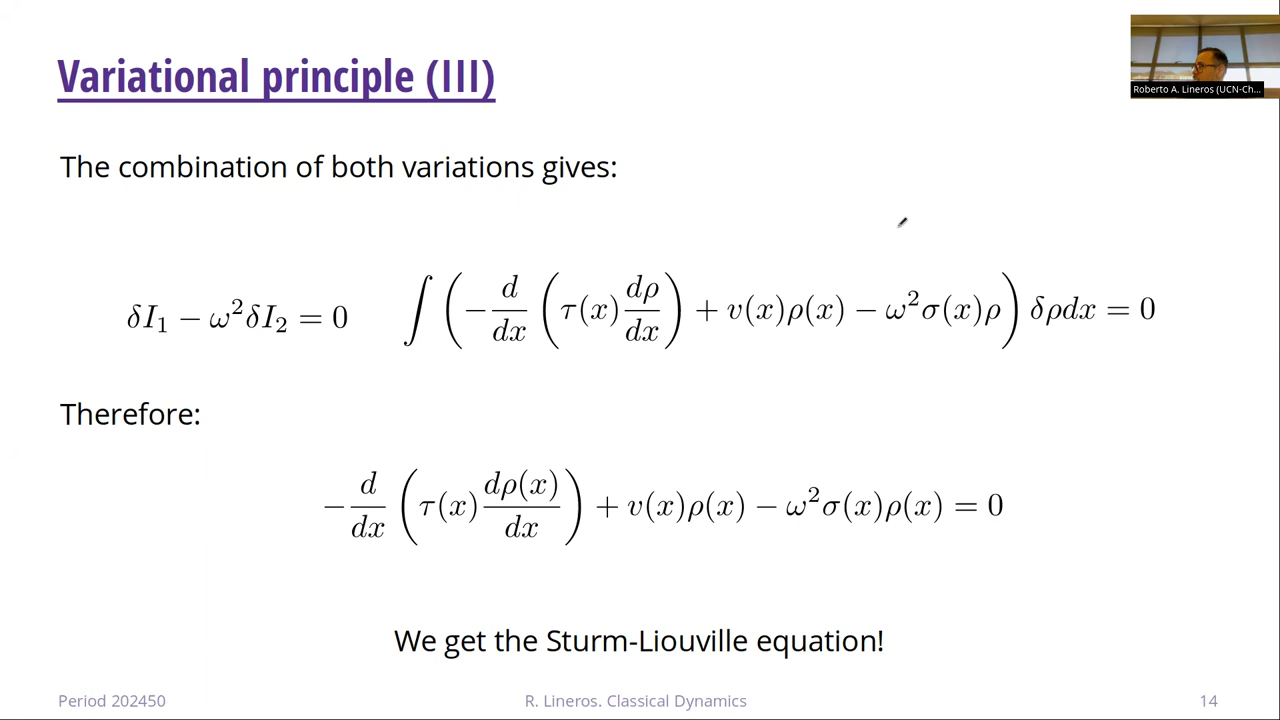 Variational principle (III)
Roberto A. Lineros (UCN-Ch...
The combination of both variations gives:
δI₁ − ω²δI₂ = 0    ∫ ( − d/dx ( τ(x) dρ/dx ) + v(x)ρ(x) − ω²σ(x)ρ ) δρdx = 0
Therefore:
− d/dx ( τ(x) dρ(x)/dx ) + v(x)ρ(x) − ω²σ(x)ρ(x) = 0
We get the Sturm-Liouville equation!
Period 202450    R. Lineros. Classical Dynamics    14